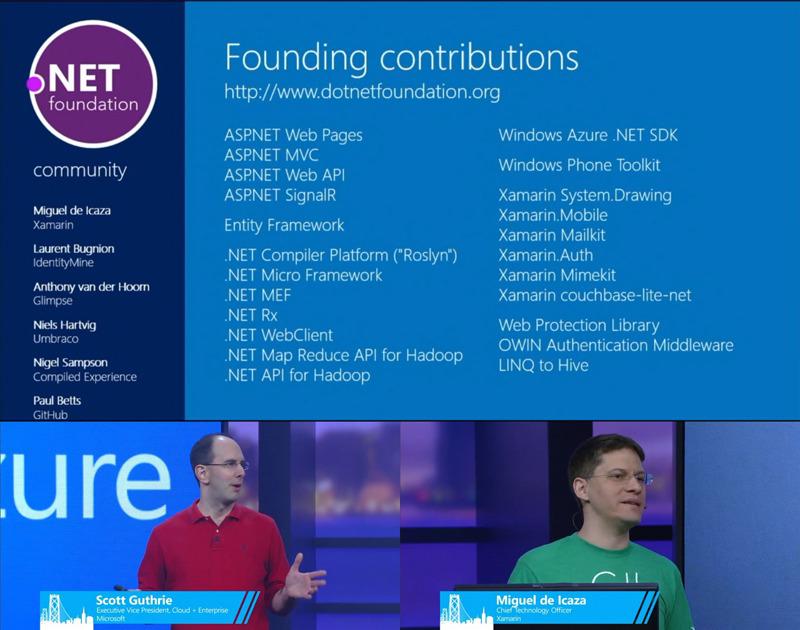 .NET
foundation
community
Miguel de Icaza
Xamarin
Laurent Bugnion
IdentityMine
Anthony van der Hoorn
Glimpse
Niels Hartvig
Umbraco
Nigel Sampson
Compiled Experience
Paul Betts
GitHub
Founding contributions
http://www.dotnetfoundation.org
ASP.NET Web Pages
ASP.NET MVC
ASP.NET Web API
ASP.NET SignalR
Entity Framework
.NET Compiler Platform ("Roslyn")
.NET Micro Framework
.NET MEF
.NET Rx
.NET WebClient
.NET Map Reduce API for Hadoop
.NET API for Hadoop
Windows Azure .NET SDK
Windows Phone Toolkit
Xamarin System.Drawing
Xamarin.Mobile
Xamarin Mailkit
Xamarin.Auth
Xamarin Mimekit
Xamarin couchbase-lite-net
Web Protection Library
OWIN Authentication Middleware
LINQ to Hive
zure
Scott Guthrie
Executive Vice President, Cloud + Enterprise
Microsoft
Miguel de Icaza
Chief Technology Officer
Xamarin